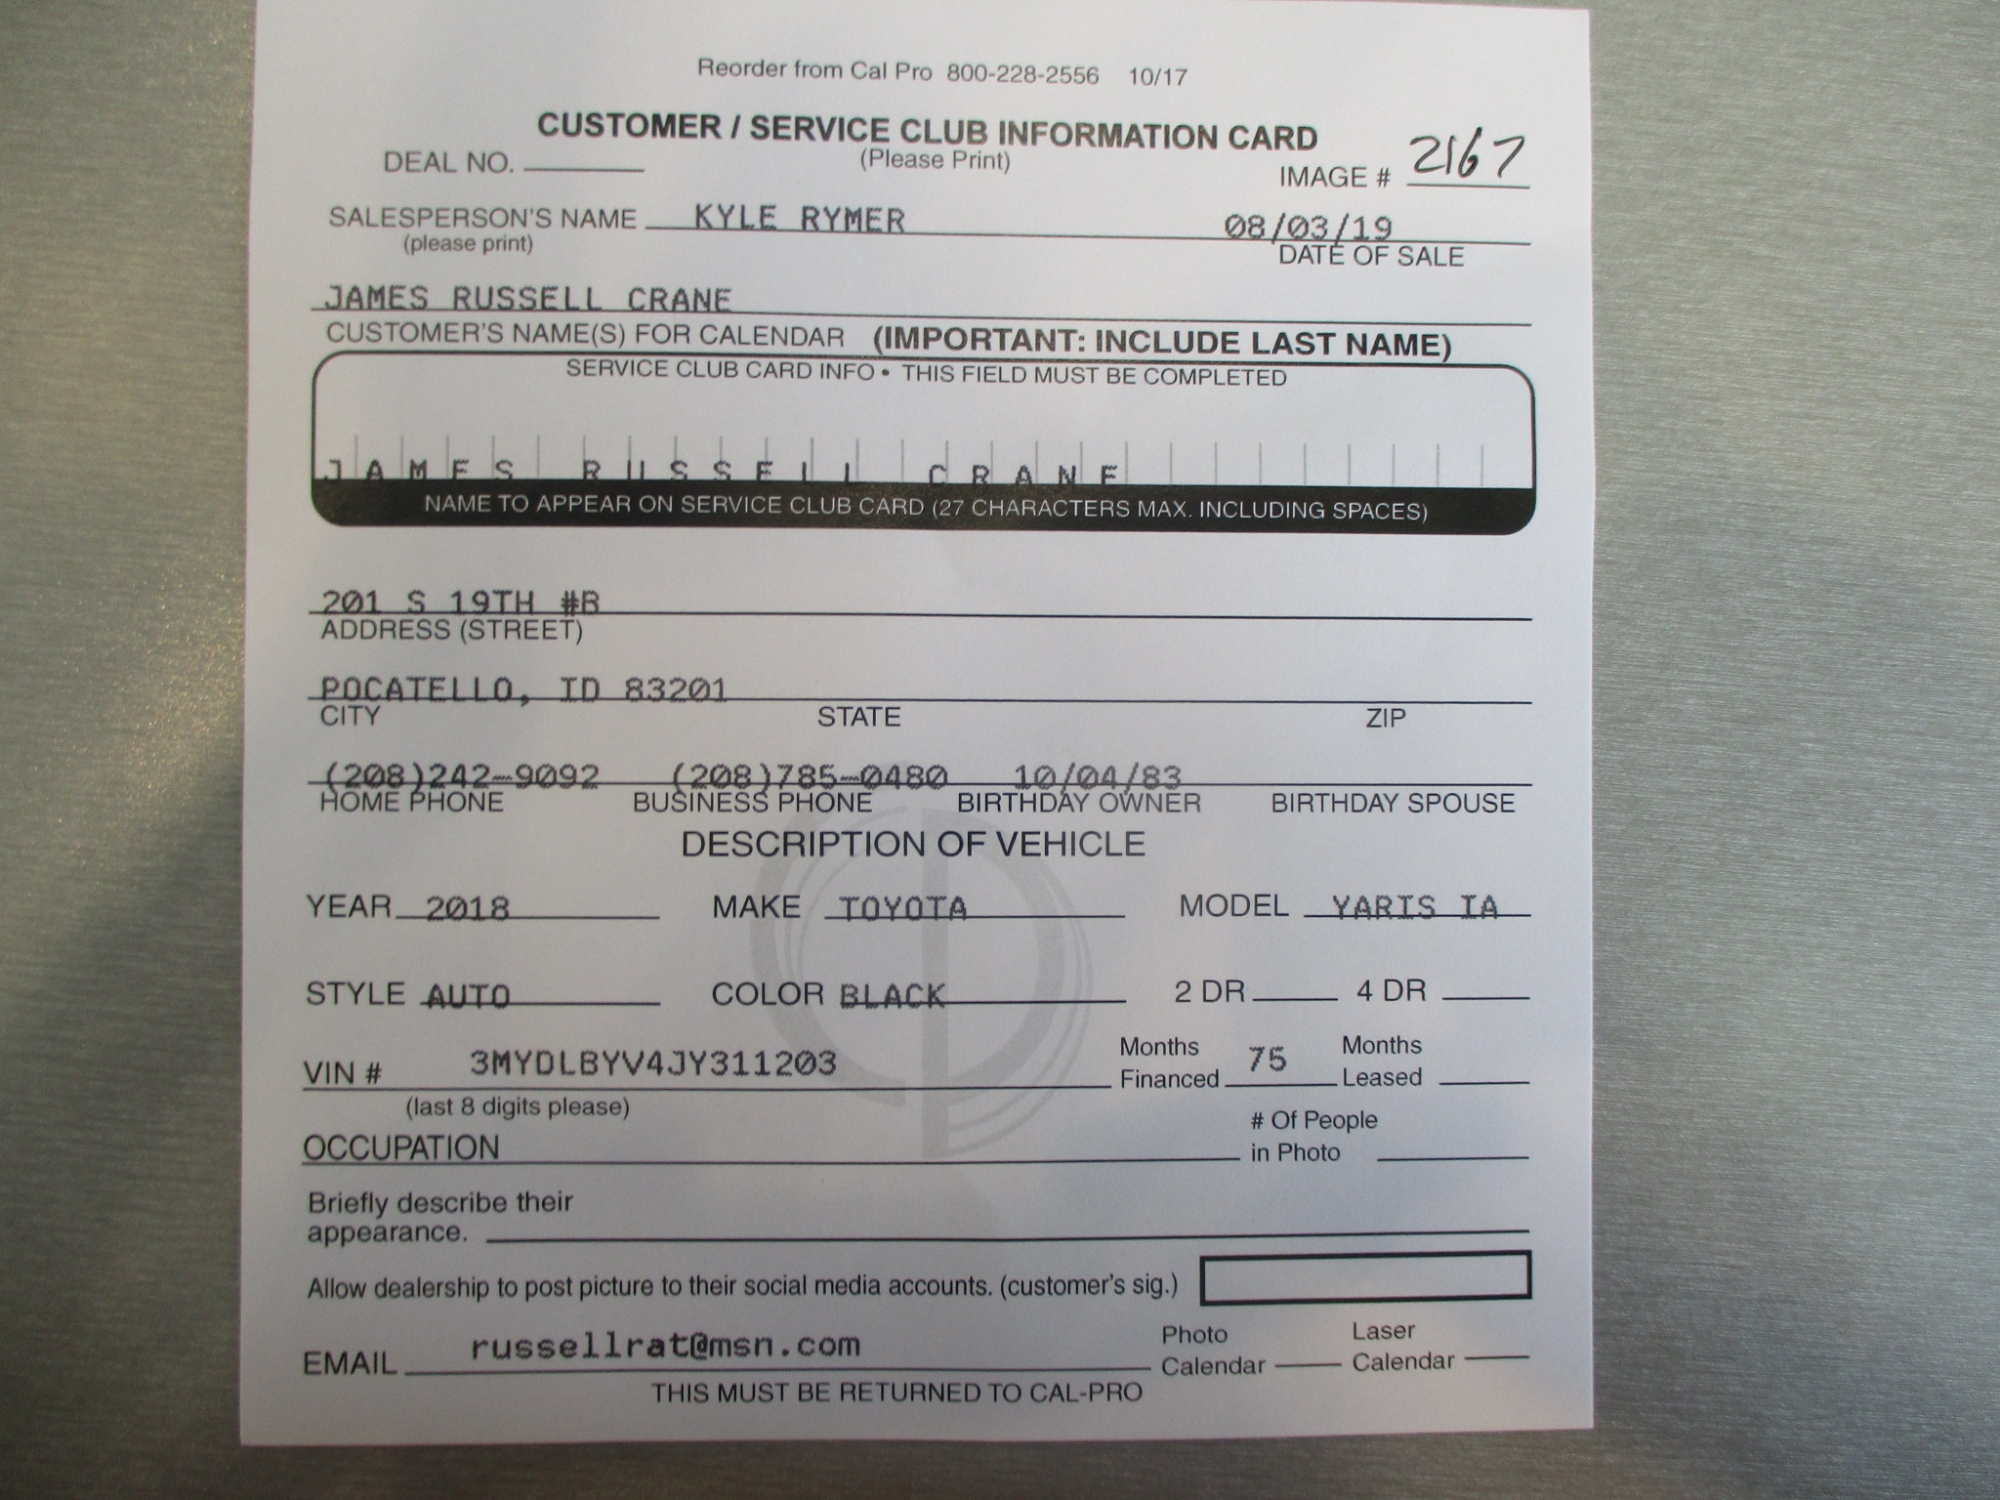 Reorder from Cal Pro 800-228-2556 10/17
CUSTOMER / SERVICE CLUB INFORMATION CARD
(Please Print)
DEAL NO.
IMAGE # 2167
SALESPERSON'S NAME KYLE RYMER 08/03/19
(please print) DATE OF SALE
JAMES RUSSELL CRANE
CUSTOMER'S NAME(S) FOR CALENDAR (IMPORTANT: INCLUDE LAST NAME)
SERVICE CLUB CARD INFO • THIS FIELD MUST BE COMPLETED
JAMES RUSSELL CRANE
NAME TO APPEAR ON SERVICE CLUB CARD (27 CHARACTERS MAX. INCLUDING SPACES)
201 S 19TH #B
ADDRESS (STREET)
POCATELLO, ID 83201
CITY STATE ZIP
(208)242-9092 (208)785-0480 10/04/83
HOME PHONE BUSINESS PHONE BIRTHDAY OWNER BIRTHDAY SPOUSE
DESCRIPTION OF VEHICLE
YEAR 2018 MAKE TOYOTA MODEL YARIS IA
STYLE AUTO COLOR BLACK 2 DR 4 DR
VIN # 3MYDLBYV4JY311203 Months Financed 75 Months Leased
(last 8 digits please)
OCCUPATION # Of People in Photo
Briefly describe their
appearance.
Allow dealership to post picture to their social media accounts. (customer's sig.)
EMAIL russellrat@msn.com Photo Calendar Laser Calendar
THIS MUST BE RETURNED TO CAL-PRO